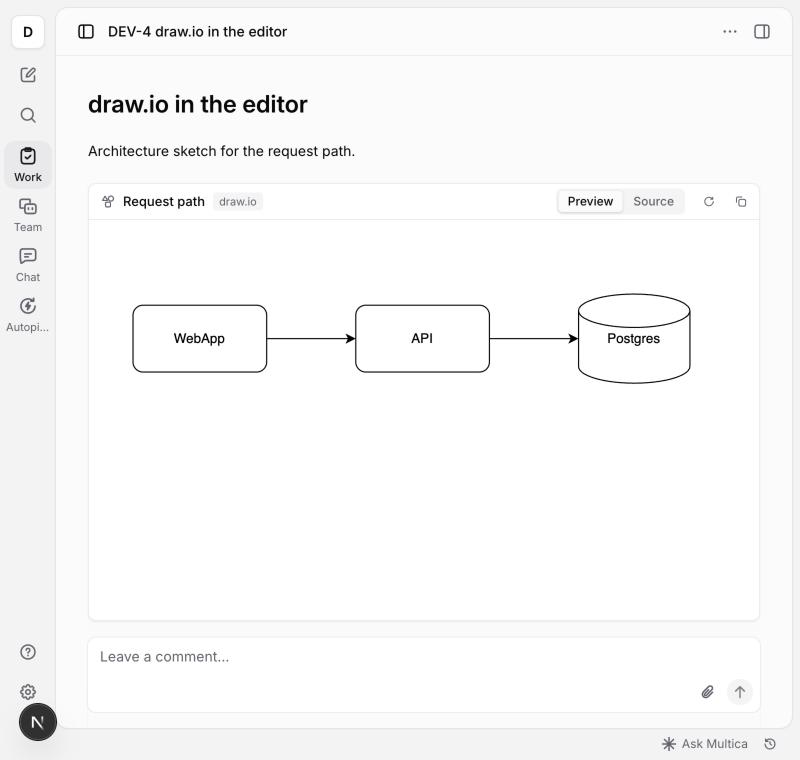 D
DEV-4 draw.io in the editor
Work
Team
Chat
Autopi...
draw.io in the editor
Architecture sketch for the request path.
Request path draw.io Preview Source
WebApp API Postgres
Leave a comment...
N
Ask Multica